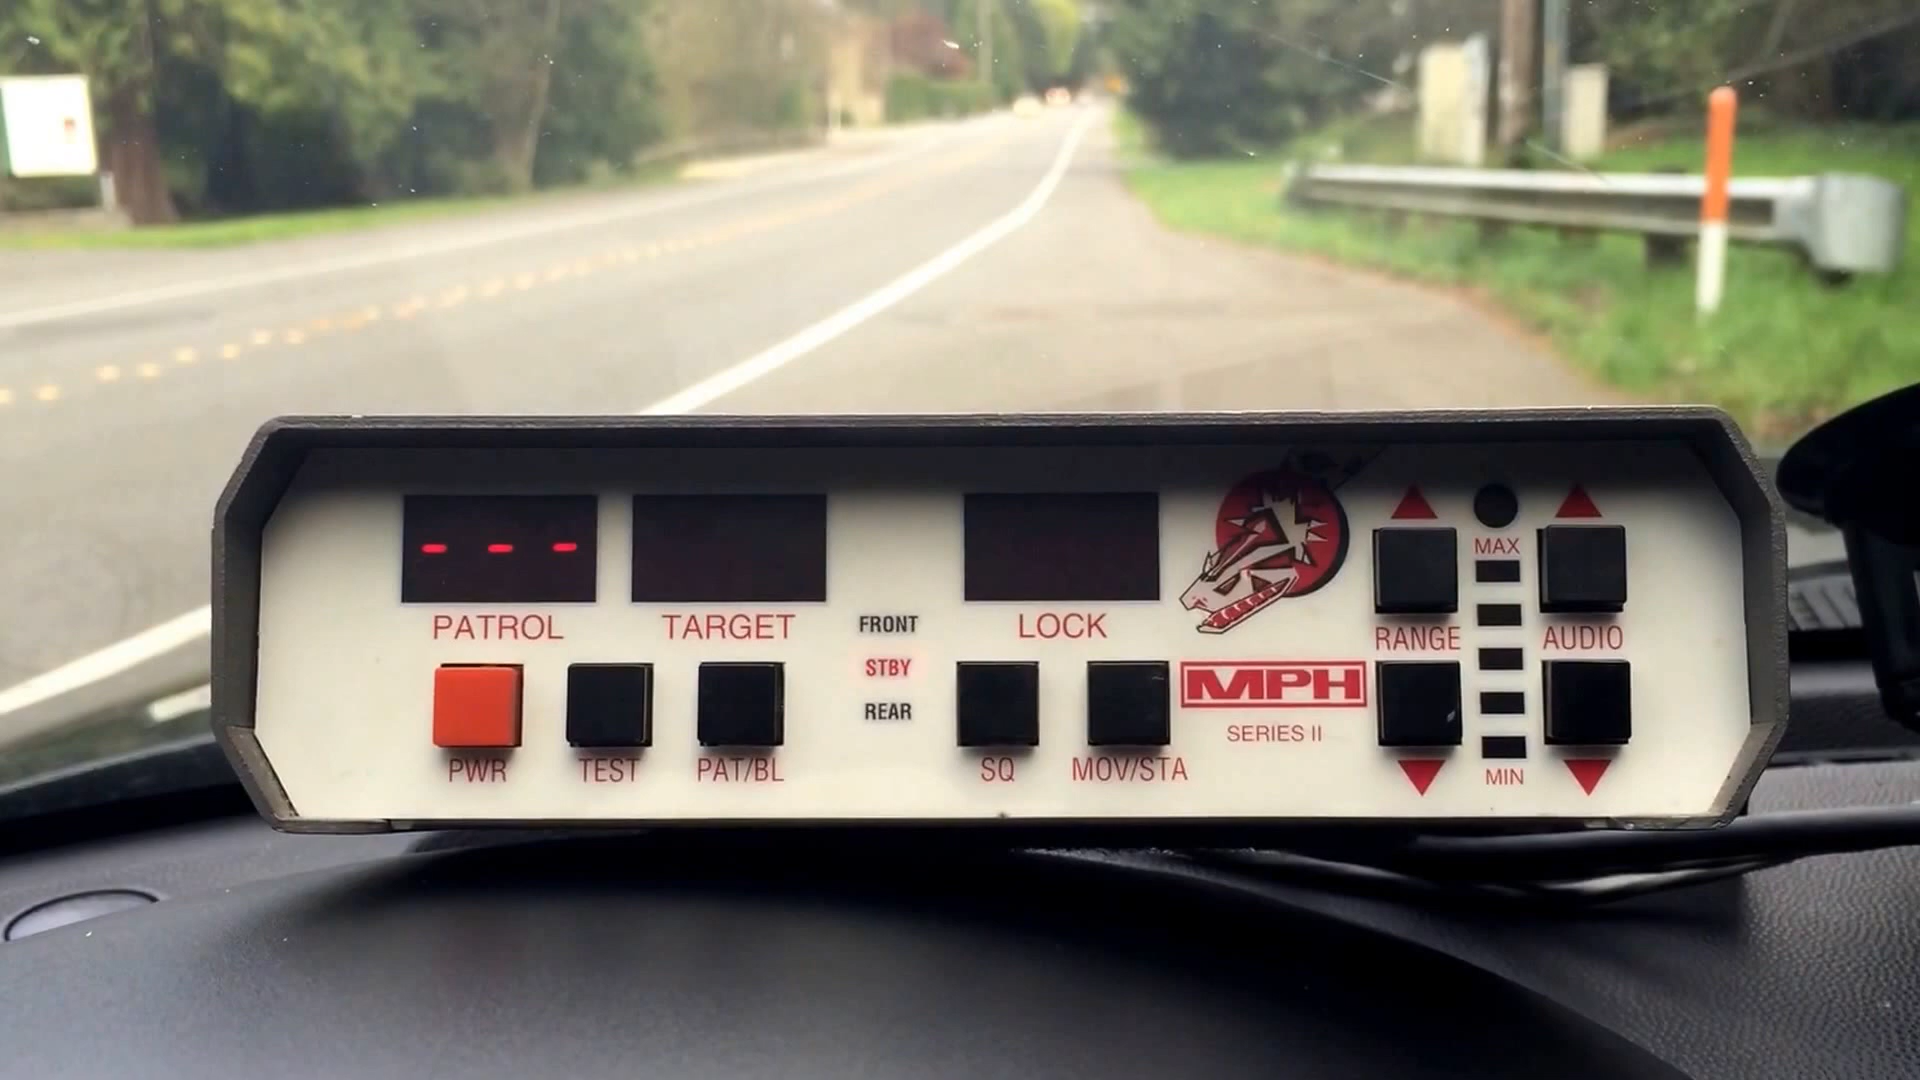 - - -
PATROL
TARGET
LOCK
FRONT
STBY
REAR
PWR
TEST
PAT/BL
SQ
MOV/STA
MPH
SERIES II
RANGE
MAX
MIN
AUDIO